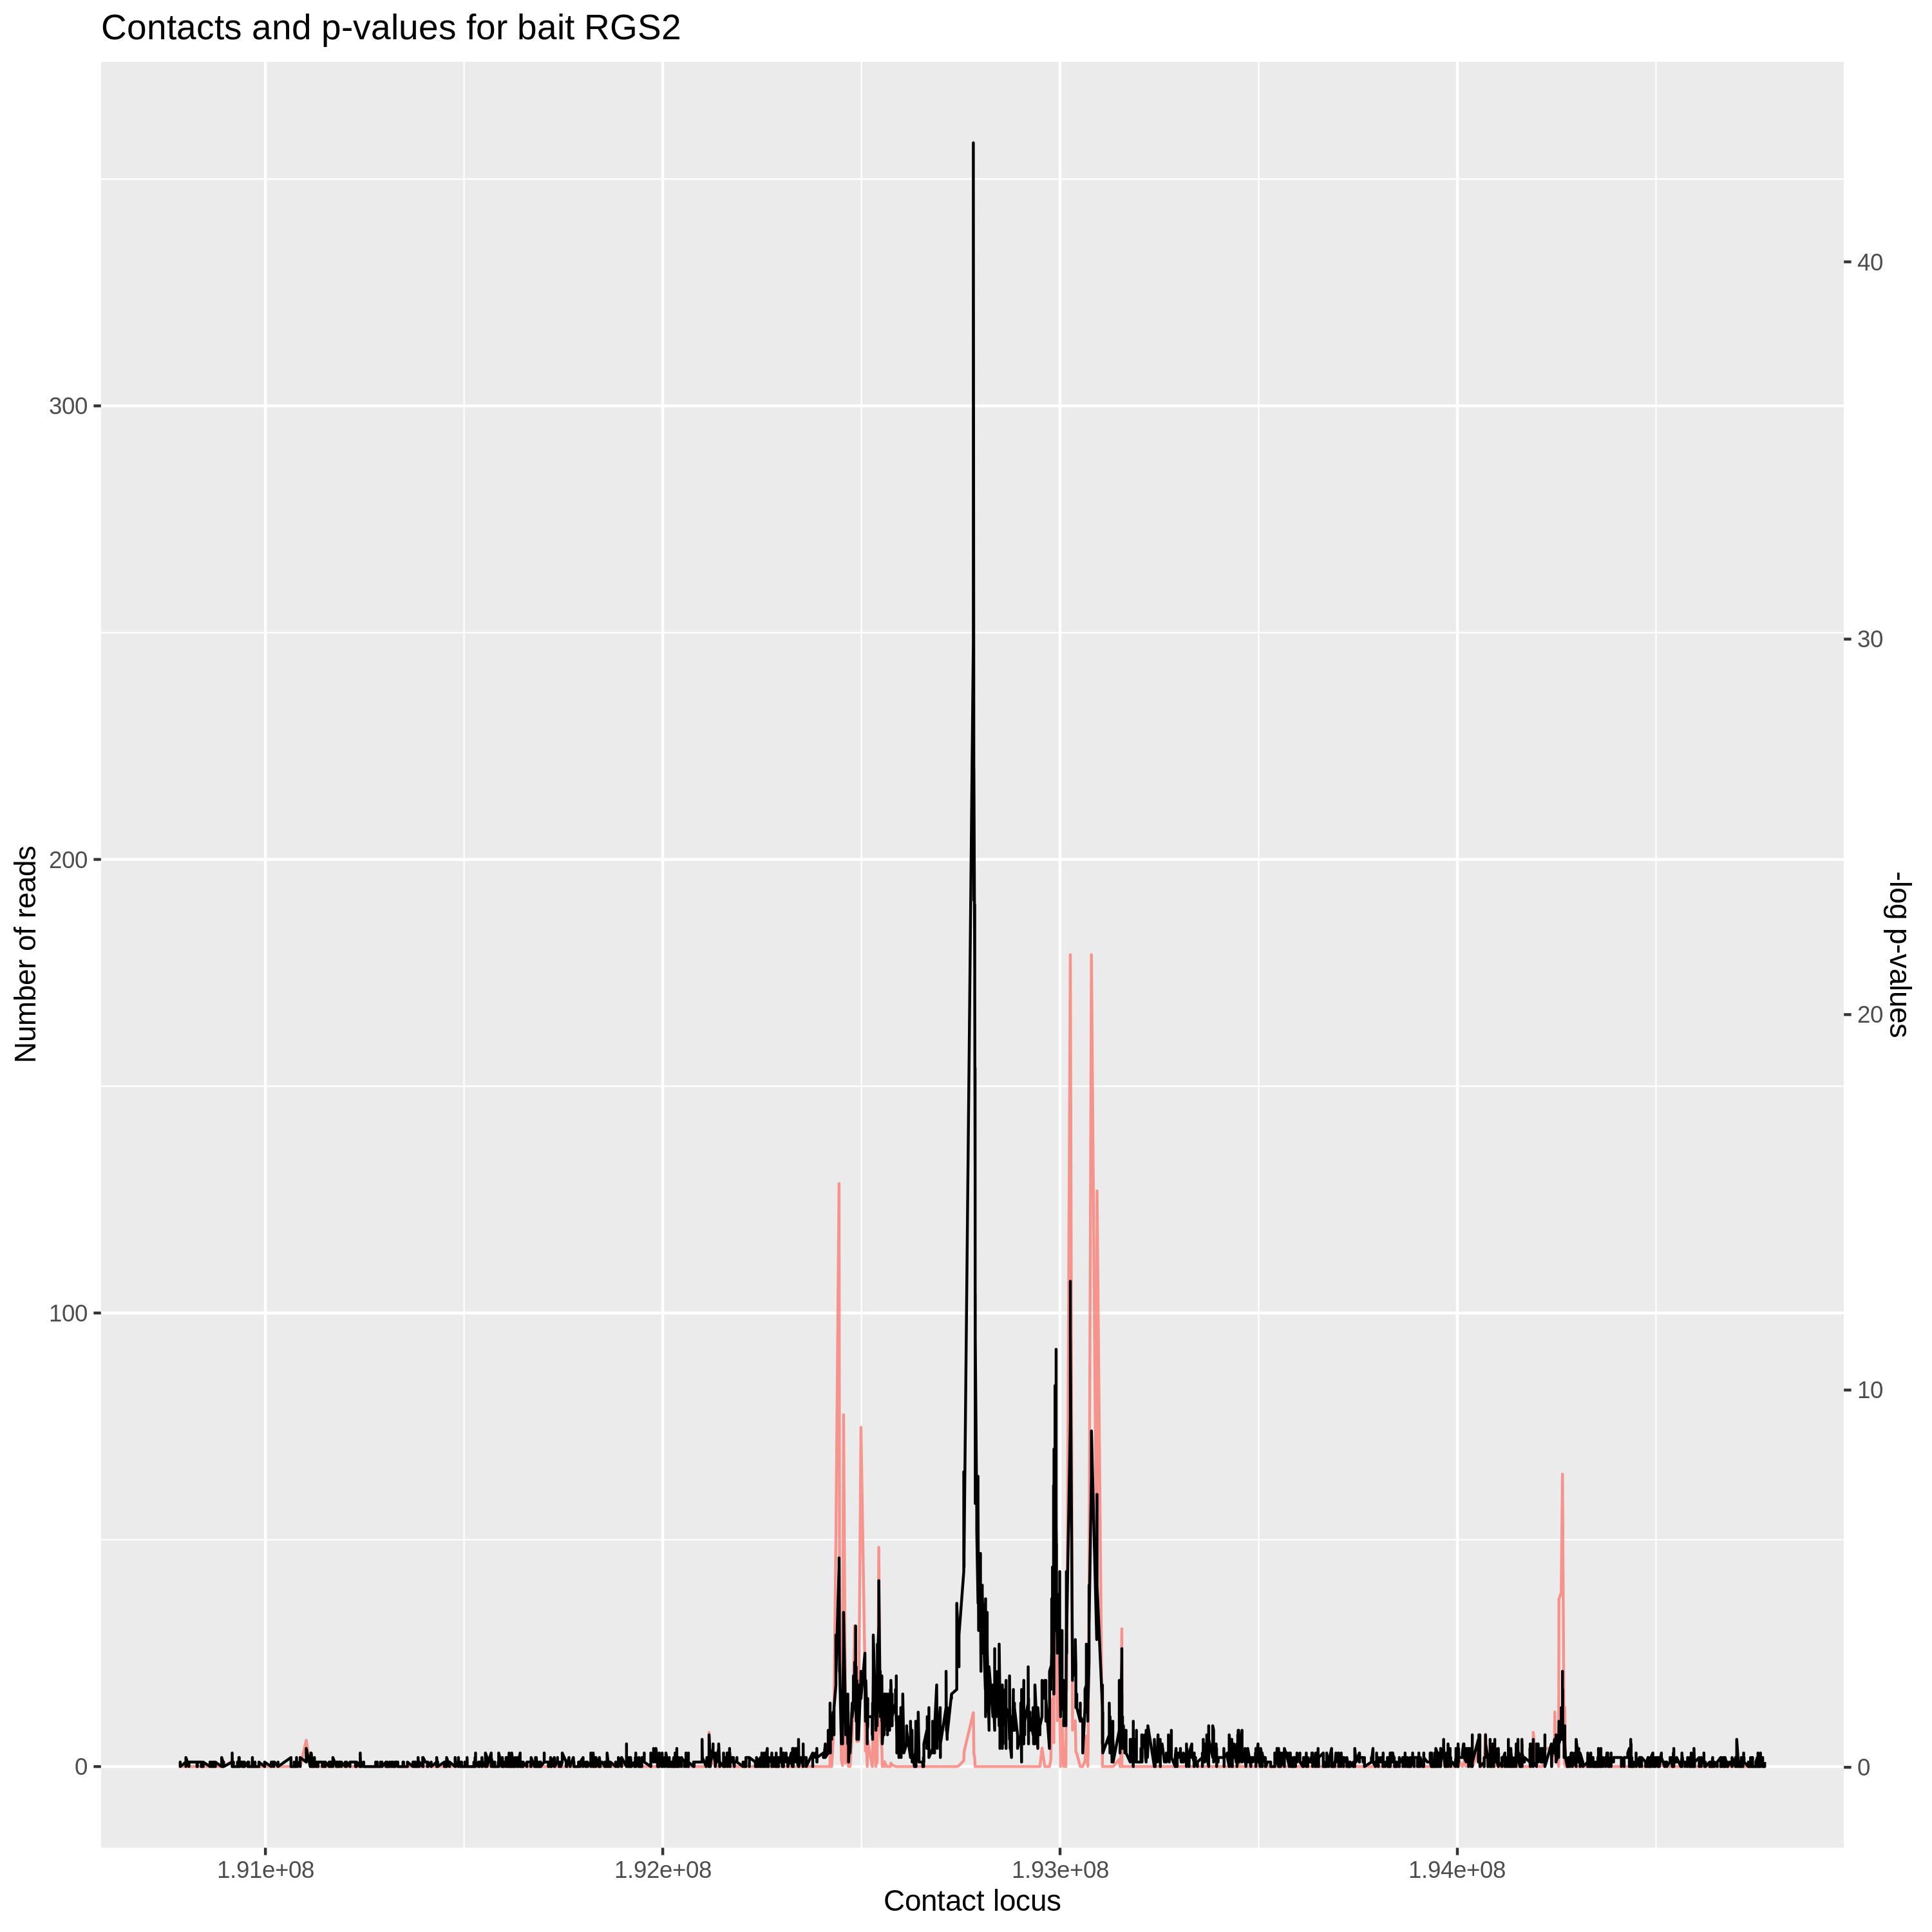 Contacts and p-values for bait RGS2
300
200
100
0
Number of reads
40
30
20
10
0
-log p-values
1.91e+08
1.92e+08
1.93e+08
1.94e+08
Contact locus